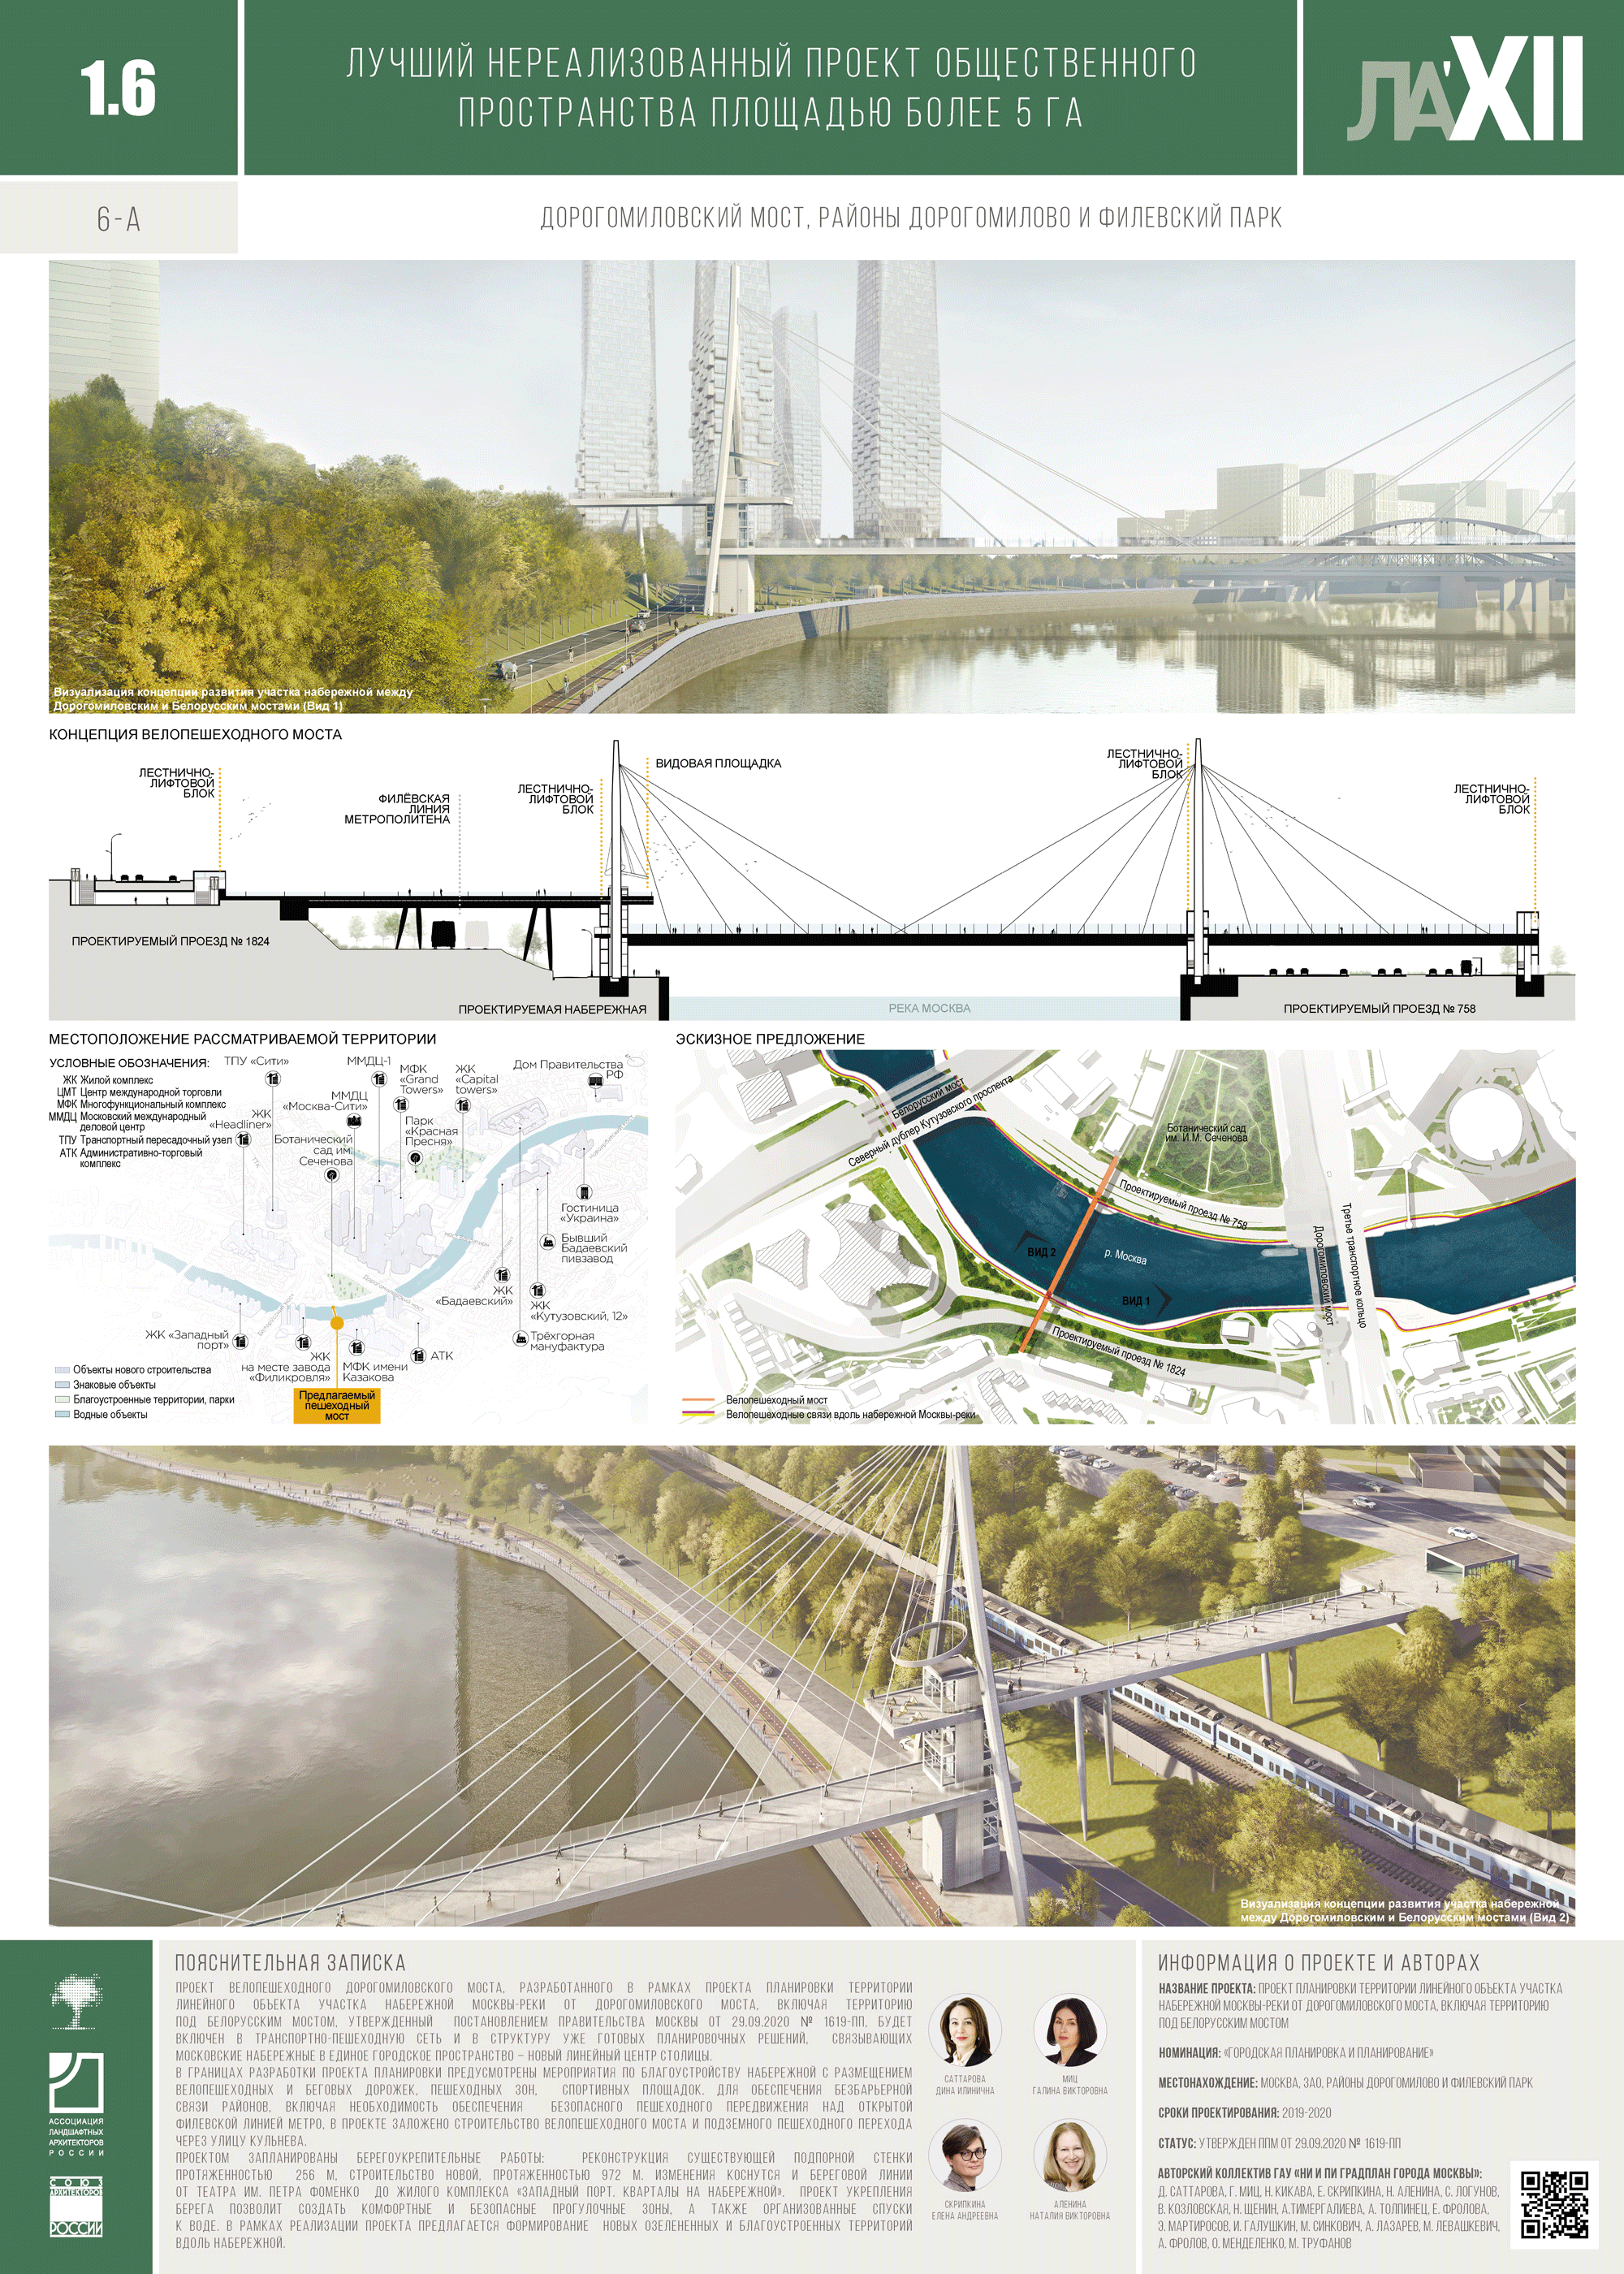 1.6
ЛУЧШИЙ НЕРЕАЛИЗОВАННЫЙ ПРОЕКТ ОБЩЕСТВЕННОГО
ПРОСТРАНСТВА ПЛОЩАДЬЮ БОЛЕЕ 5 ГА
ЛА'XII
6-А
ДОРОГОМИЛОВСКИЙ МОСТ, РАЙОНЫ ДОРОГОМИЛОВО И ФИЛЕВСКИЙ ПАРК
Визуализация концепции развития участка набережной между
Дорогомиловским и Белорусским мостами (Вид 1)
КОНЦЕПЦИЯ ВЕЛОПЕШЕХОДНОГО МОСТА
ЛЕСТНИЧНО-
ЛИФТОВОЙ
БЛОК
ФИЛЁВСКАЯ
ЛИНИЯ
МЕТРОПОЛИТЕНА
ЛЕСТНИЧНО-
ЛИФТОВОЙ
БЛОК
ВИДОВАЯ ПЛОЩАДКА
ЛЕСТНИЧНО-
ЛИФТОВОЙ
БЛОК
ЛЕСТНИЧНО-
ЛИФТОВОЙ
БЛОК
ПРОЕКТИРУЕМЫЙ ПРОЕЗД № 1824
ПРОЕКТИРУЕМАЯ НАБЕРЕЖНАЯ
РЕКА МОСКВА
ПРОЕКТИРУЕМЫЙ ПРОЕЗД № 758
МЕСТОПОЛОЖЕНИЕ РАССМАТРИВАЕМОЙ ТЕРРИТОРИИ
УСЛОВНЫЕ ОБОЗНАЧЕНИЯ:
ЖК Жилой комплекс
ЦМТ Центр международной торговли
МФК Многофункциональный комплекс
ММДЦ Московский международный
деловой центр
ТПУ Транспортный пересадочный узел
АТК Административно-торговый
комплекс
ТПУ «Сити»
ММДЦ-1
МФК
«Grand
Towers»
ЖК
«Capital
towers»
Дом Правительства
РФ
ММДЦ
«Москва-Сити»
ЖК
«Headliner»
Парк
«Красная
Пресня»
Ботанический
сад им.
Сеченова
Гостиница
«Украина»
Бывший
Бадаевский
пивзавод
ЖК
«Бадаевский»
ЖК
«Кутузовский, 12»
Трёхгорная
мануфактура
ЖК «Западный
порт»
ЖК
на месте завода
«Филикровля»
МФК имени
Казакова
АТК
Предлагаемый
пешеходный
мост
Объекты нового строительства
Знаковые объекты
Благоустроенные территории, парки
Водные объекты
ЭСКИЗНОЕ ПРЕДЛОЖЕНИЕ
Белорусский мост
Северный дублер Кутузовского проспекта
Ботанический сад
им. И.М. Сеченова
Проектируемый проезд № 758
Третье транспортное кольцо
Дорогомиловский мост
р. Москва
ВИД 2
ВИД 1
Проектируемый проезд № 1824
Велопешеходный мост
Велопешеходные связи вдоль набережной Москвы-реки
Визуализация концепции развития участка набережной
между Дорогомиловским и Белорусским мостами (Вид 2)
ПОЯСНИТЕЛЬНАЯ ЗАПИСКА
ПРОЕКТ ВЕЛОПЕШЕХОДНОГО ДОРОГОМИЛОВСКОГО МОСТА, РАЗРАБОТАННОГО В РАМКАХ ПРОЕКТА ПЛАНИРОВКИ ТЕРРИТОРИИ
ЛИНЕЙНОГО ОБЪЕКТА УЧАСТКА НАБЕРЕЖНОЙ МОСКВЫ-РЕКИ ОТ ДОРОГОМИЛОВСКОГО МОСТА, ВКЛЮЧАЯ ТЕРРИТОРИЮ
ПОД БЕЛОРУССКИМ МОСТОМ, УТВЕРЖДЕННЫЙ ПОСТАНОВЛЕНИЕМ ПРАВИТЕЛЬСТВА МОСКВЫ ОТ 29.09.2020 № 1619-ПП, БУДЕТ
ВКЛЮЧЕН В ТРАНСПОРТНО-ПЕШЕХОДНУЮ СЕТЬ И В СТРУКТУРУ УЖЕ ГОТОВЫХ ПЛАНИРОВОЧНЫХ РЕШЕНИЙ, СВЯЗЫВАЮЩИХ
МОСКОВСКИЕ НАБЕРЕЖНЫЕ В ЕДИНОЕ ГОРОДСКОЕ ПРОСТРАНСТВО – НОВЫЙ ЛИНЕЙНЫЙ ЦЕНТР СТОЛИЦЫ.
В ГРАНИЦАХ РАЗРАБОТКИ ПРОЕКТА ПЛАНИРОВКИ ПРЕДУСМОТРЕНЫ МЕРОПРИЯТИЯ ПО БЛАГОУСТРОЙСТВУ НАБЕРЕЖНОЙ С РАЗМЕЩЕНИЕМ
ВЕЛОПЕШЕХОДНЫХ И БЕГОВЫХ ДОРОЖЕК, ПЕШЕХОДНЫХ ЗОН, СПОРТИВНЫХ ПЛОЩАДОК. ДЛЯ ОБЕСПЕЧЕНИЯ БЕЗБАРЬЕРНОЙ
СВЯЗИ РАЙОНОВ, ВКЛЮЧАЯ НЕОБХОДИМОСТЬ ОБЕСПЕЧЕНИЯ БЕЗОПАСНОГО ПЕШЕХОДНОГО ПЕРЕДВИЖЕНИЯ НАД ОТКРЫТОЙ
ФИЛЕВСКОЙ ЛИНИЕЙ МЕТРО, В ПРОЕКТЕ ЗАЛОЖЕНО СТРОИТЕЛЬСТВО ВЕЛОПЕШЕХОДНОГО МОСТА И ПОДЗЕМНОГО ПЕШЕХОДНОГО ПЕРЕХОДА
ЧЕРЕЗ УЛИЦУ КУЛЬНЕВА.
ПРОЕКТОМ ЗАПЛАНИРОВАНЫ БЕРЕГОУКРЕПИТЕЛЬНЫЕ РАБОТЫ: РЕКОНСТРУКЦИЯ СУЩЕСТВУЮЩЕЙ ПОДПОРНОЙ СТЕНКИ
ПРОТЯЖЕННОСТЬЮ 256 М, СТРОИТЕЛЬСТВО НОВОЙ, ПРОТЯЖЕННОСТЬЮ 972 М. ИЗМЕНЕНИЯ КОСНУТСЯ И БЕРЕГОВОЙ ЛИНИИ
ОТ ТЕАТРА ИМ. ПЕТРА ФОМЕНКО ДО ЖИЛОГО КОМПЛЕКСА «ЗАПАДНЫЙ ПОРТ. КВАРТАЛЫ НА НАБЕРЕЖНОЙ». ПРОЕКТ УКРЕПЛЕНИЯ
БЕРЕГА ПОЗВОЛИТ СОЗДАТЬ КОМФОРТНЫЕ И БЕЗОПАСНЫЕ ПРОГУЛОЧНЫЕ ЗОНЫ, А ТАКЖЕ ОРГАНИЗОВАННЫЕ СПУСКИ
К ВОДЕ. В РАМКАХ РЕАЛИЗАЦИИ ПРОЕКТА ПРЕДЛАГАЕТСЯ ФОРМИРОВАНИЕ НОВЫХ ОЗЕЛЕНЕННЫХ И БЛАГОУСТРОЕННЫХ ТЕРРИТОРИЙ
ВДОЛЬ НАБЕРЕЖНОЙ.
САТТАРОВА
ДИНА ИЛИНИЧНА
МИЦ
ГАЛИНА ВИКТОРОВНА
СКРИПКИНА
ЕЛЕНА АНДРЕЕВНА
АЛЕНИНА
НАТАЛИЯ ВИКТОРОВНА
ИНФОРМАЦИЯ О ПРОЕКТЕ И АВТОРАХ
НАЗВАНИЕ ПРОЕКТА: ПРОЕКТ ПЛАНИРОВКИ ТЕРРИТОРИИ ЛИНЕЙНОГО ОБЪЕКТА УЧАСТКА
НАБЕРЕЖНОЙ МОСКВЫ-РЕКИ ОТ ДОРОГОМИЛОВСКОГО МОСТА, ВКЛЮЧАЯ ТЕРРИТОРИЮ
ПОД БЕЛОРУССКИМ МОСТОМ
НОМИНАЦИЯ: «ГОРОДСКАЯ ПЛАНИРОВКА И ПЛАНИРОВАНИЕ»
МЕСТОНАХОЖДЕНИЕ: МОСКВА, ЗАО, РАЙОНЫ ДОРОГОМИЛОВО И ФИЛЕВСКИЙ ПАРК
СРОКИ ПРОЕКТИРОВАНИЯ: 2019-2020
СТАТУС: УТВЕРЖДЕН ППМ ОТ 29.09.2020 № 1619-ПП
АВТОРСКИЙ КОЛЛЕКТИВ ГАУ «НИ И ПИ ГРАДПЛАН ГОРОДА МОСКВЫ»:
Д. САТТАРОВА, Г. МИЦ, Н. КИКАВА, Е. СКРИПКИНА, Н. АЛЕНИНА, С. ЛОГУНОВ,
В. КОЗЛОВСКАЯ, Н. ЩЕНИН, А.ТИМЕРГАЛИЕВА, А. ТОЛПИНЕЦ, Е. ФРОЛОВА,
Э. МАРТИРОСОВ, И. ГАЛУШКИН, М. СИНКОВИЧ, А. ЛАЗАРЕВ, М. ЛЕВАШКЕВИЧ,
А. ФРОЛОВ, О. МЕНДЕЛЕНКО, М. ТРУФАНОВ
АССОЦИАЦИЯ
ЛАНДШАФТНЫХ
АРХИТЕКТОРОВ
РОССИИ
СОЮЗ
АРХИТЕКТОРОВ
РОССИИ